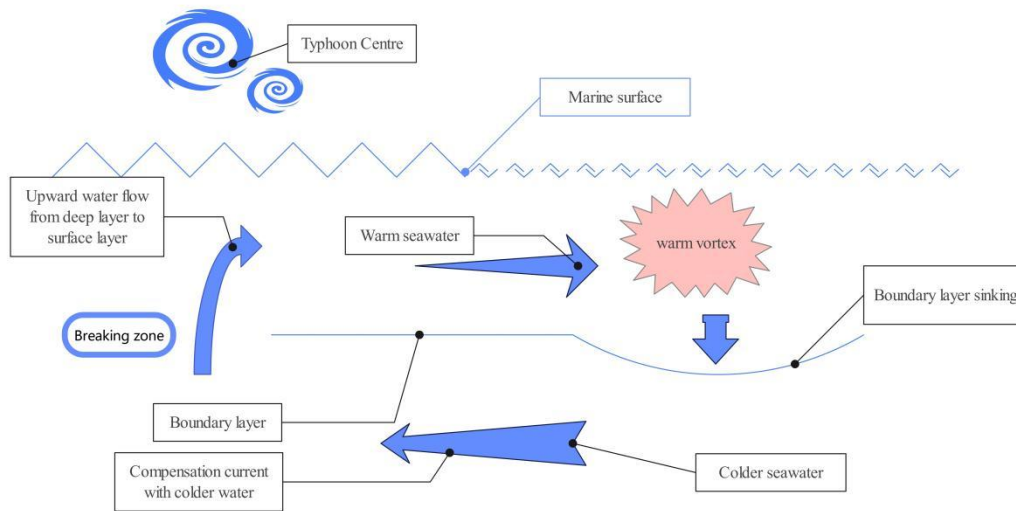 Typhoon Centre
Marine surface
Upward water flow
from deep layer to
surface layer
Warm seawater
warm vortex
Boundary layer sinking
Breaking zone
Boundary layer
Compensation current
with colder water
Colder seawater